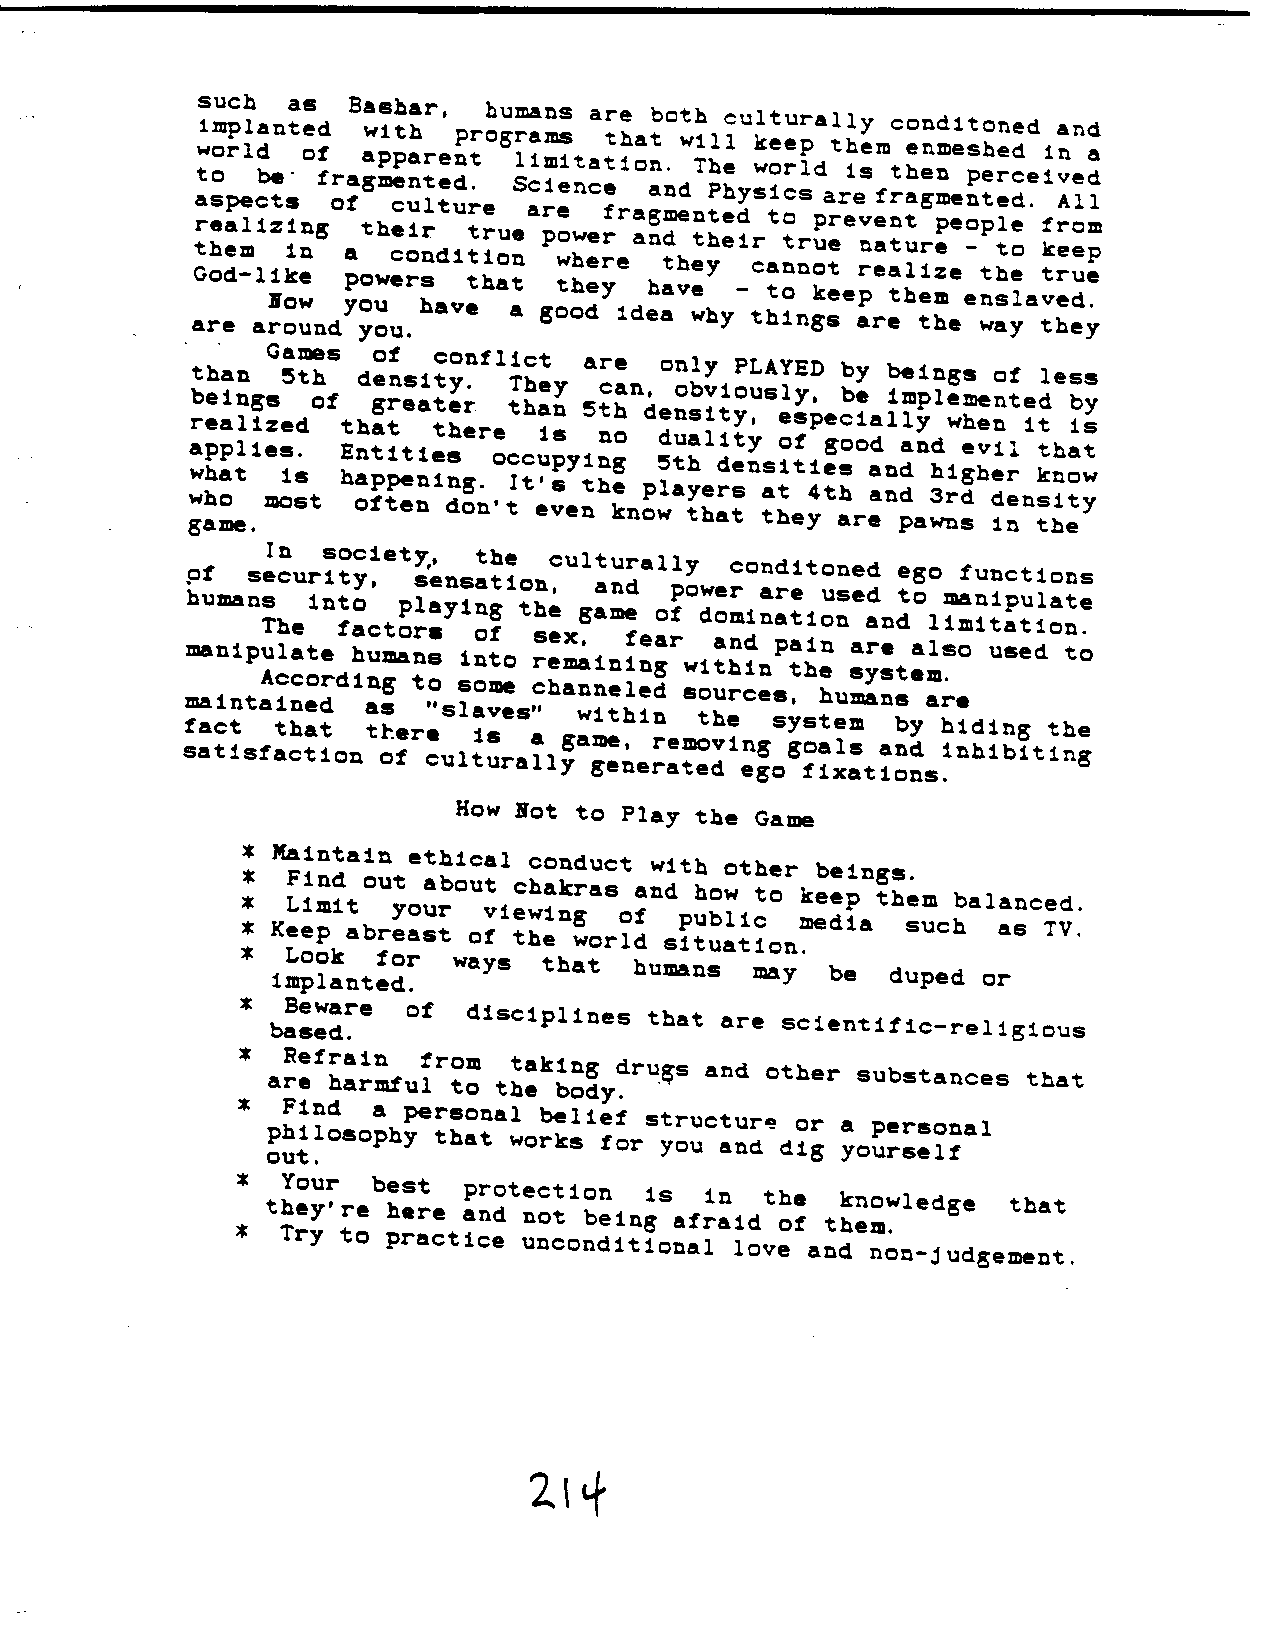 such as Bashar, humans are both culturally conditoned and
implanted with programs that will keep them enmeshed in a
world of apparent limitation. The world is then perceived
to be fragmented. Science and Physics are fragmented. All
aspects of culture are fragmented to prevent people from
realizing their true power and their true nature - to keep
them in a condition where they cannot realize the true
God-like powers that they have - to keep them enslaved.
Now you have a good idea why things are the way they
are around you.
Games of conflict are only PLAYED by beings of less
than 5th density. They can, obviously, be implemented by
beings of greater than 5th density, especially when it is
realized that there is no duality of good and evil that
applies. Entities occupying 5th densities and higher know
what is happening. It's the players at 4th and 3rd density
who most often don't even know that they are pawns in the
game.
In society, the culturally conditoned ego functions
of security, sensation, and power are used to manipulate
humans into playing the game of domination and limitation.
The factors of sex, fear and pain are also used to
manipulate humans into remaining within the system.
According to some channeled sources, humans are
maintained as "slaves" within the system by hiding the
fact that there is a game, removing goals and inhibiting
satisfaction of culturally generated ego fixations.
How Not to Play the Game
* Maintain ethical conduct with other beings.
* Find out about chakras and how to keep them balanced.
* Limit your viewing of public media such as TV.
* Keep abreast of the world situation.
* Look for ways that humans may be duped or
implanted.
* Beware of disciplines that are scientific-religious
based.
* Refrain from taking drugs and other substances that
are harmful to the body.
* Find a personal belief structure or a personal
philosophy that works for you and dig yourself
out.
* Your best protection is in the knowledge that
they're here and not being afraid of them.
* Try to practice unconditional love and non-judgement.
214